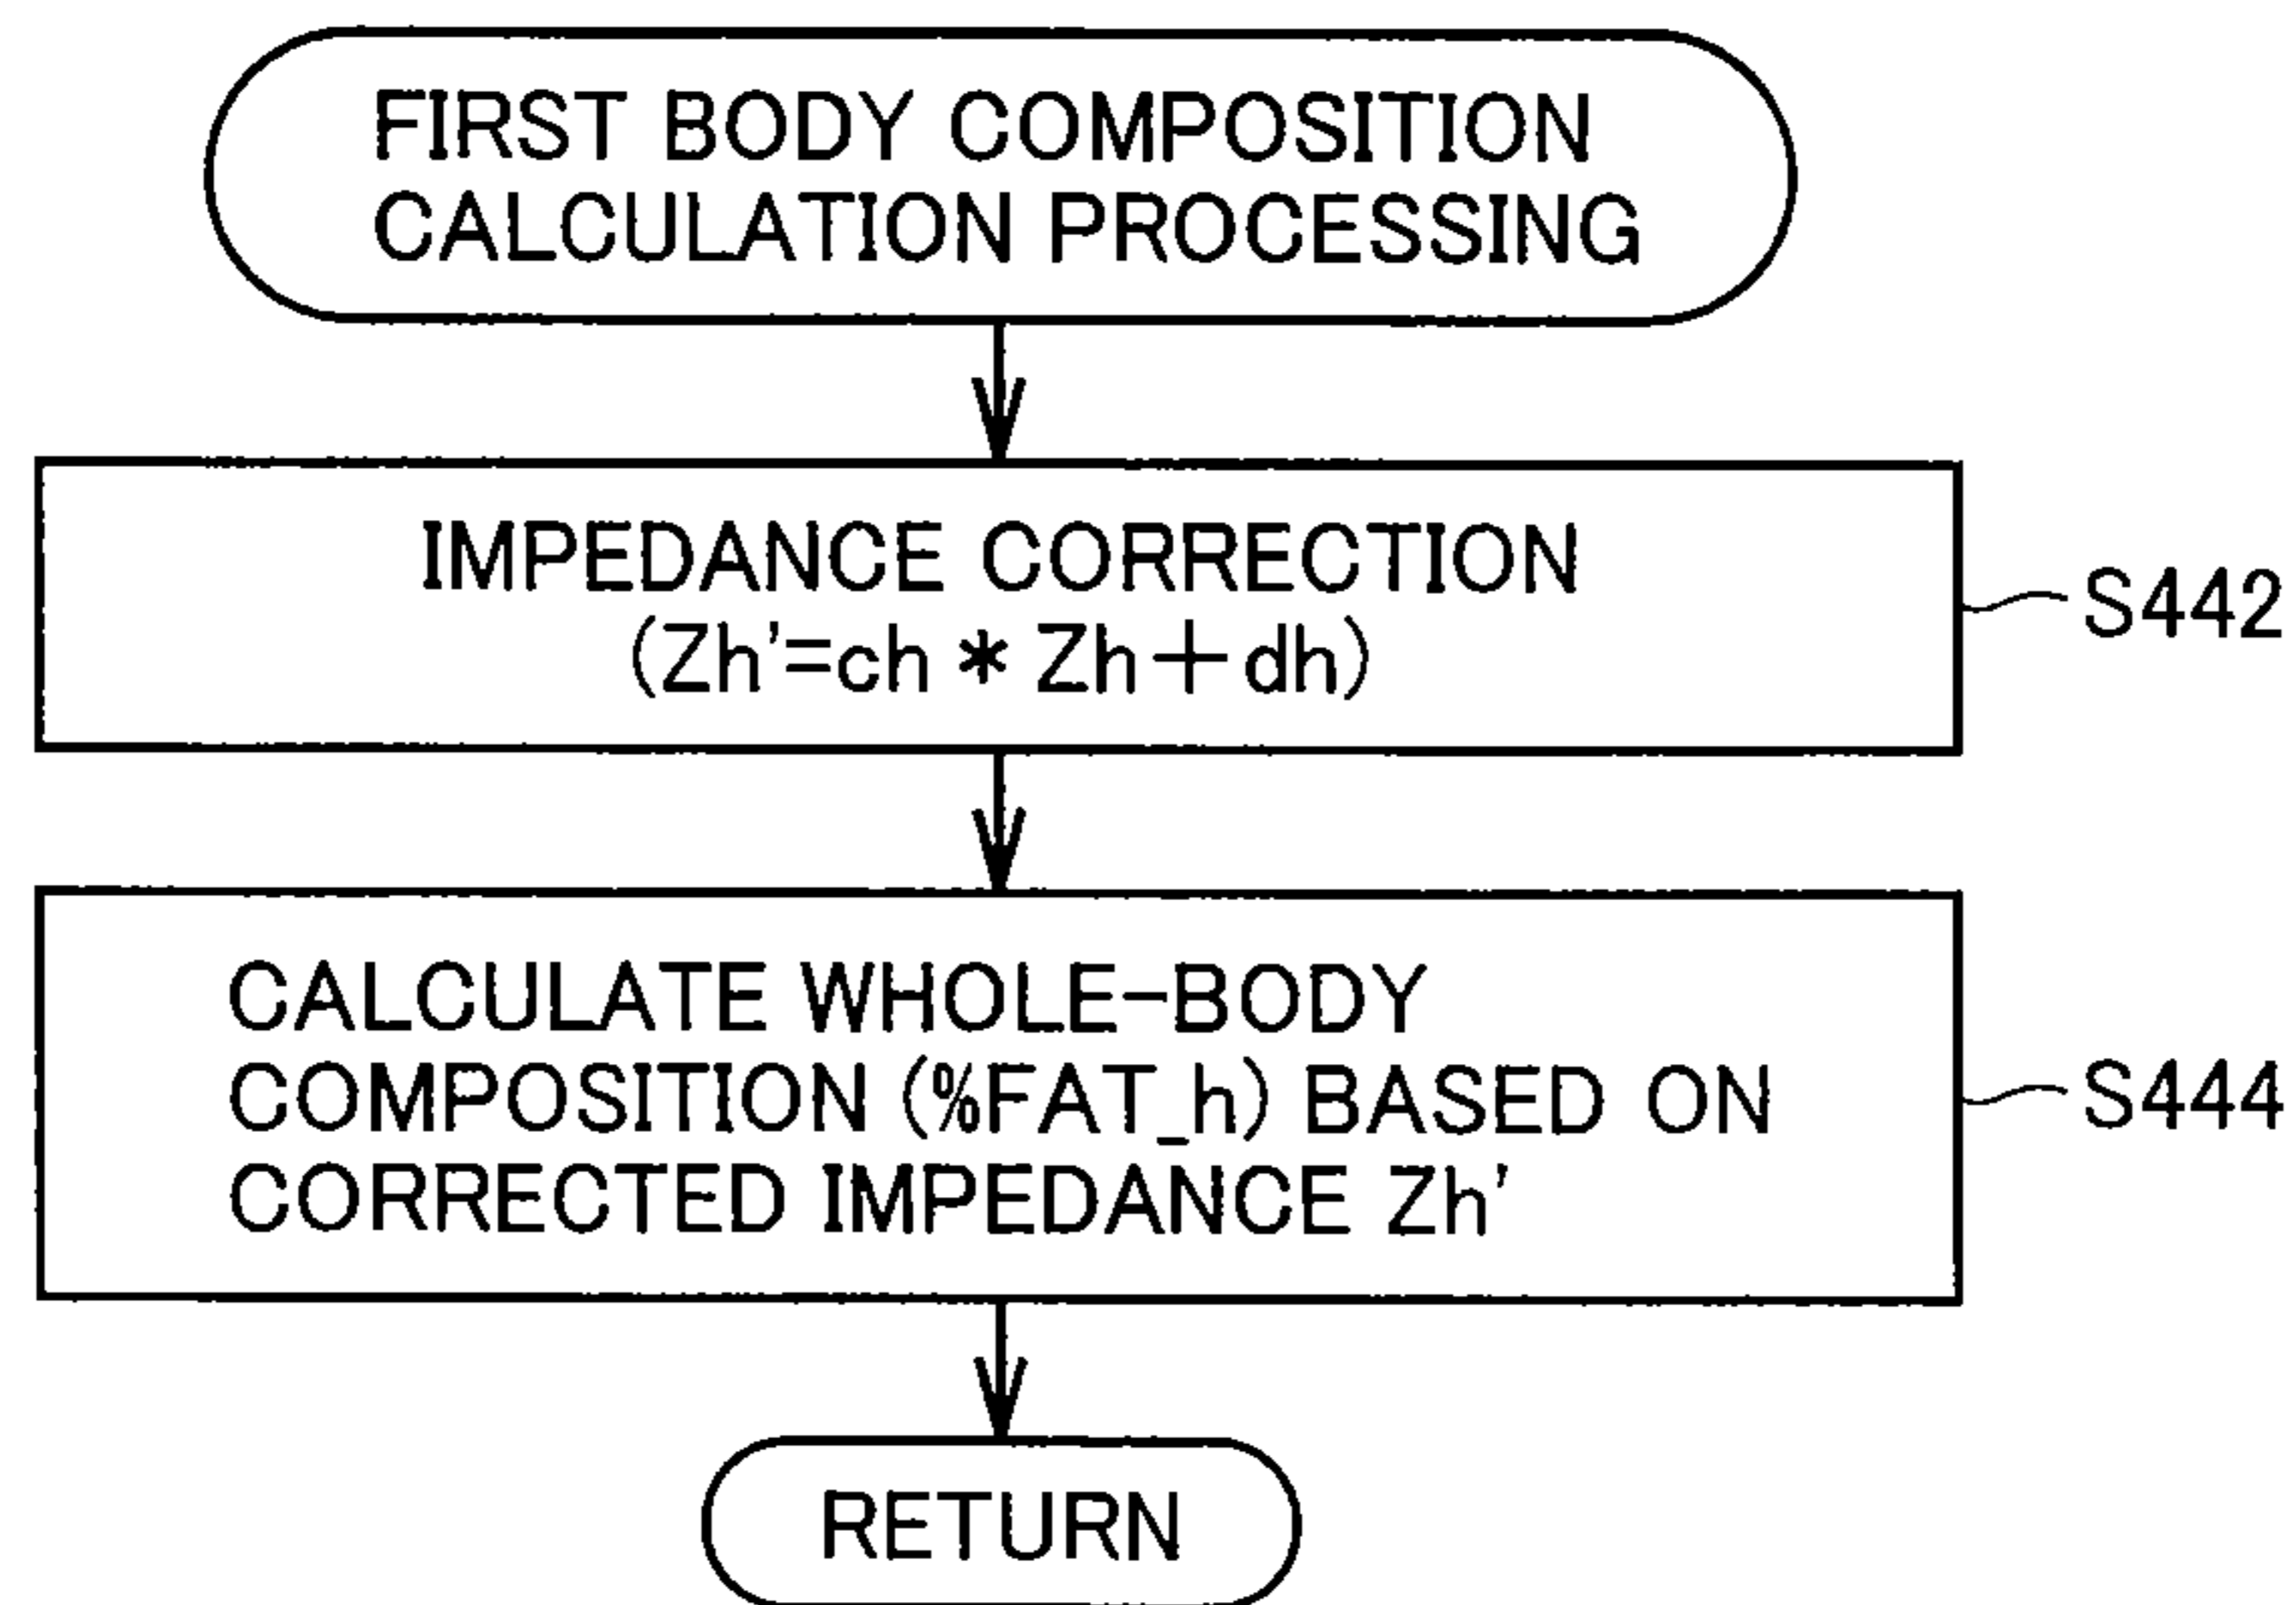 FIRST BODY COMPOSITION
CALCULATION PROCESSING
IMPEDANCE CORRECTION
(Zh'=ch * Zh+dh)
S442
CALCULATE WHOLE-BODY
COMPOSITION (%FAT_h) BASED ON
CORRECTED IMPEDANCE Zh'
S444
RETURN